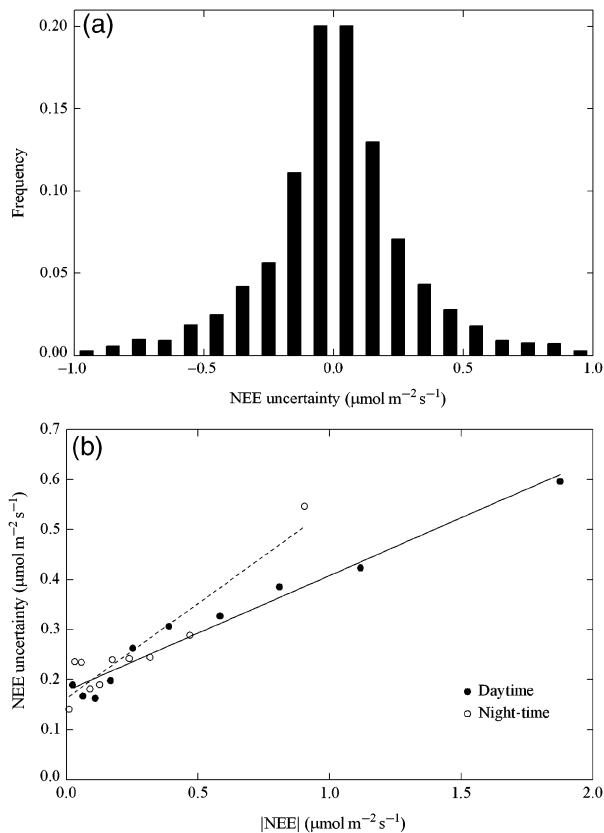 (a)
0.20
0.15
0.10
0.05
0.00
Frequency
−1.0 −0.5 0.0 0.5 1.0
NEE uncertainty (μmol m⁻² s⁻¹)
(b)
0.7
0.6
0.5
0.4
0.3
0.2
0.1
0.0
NEE uncertainty (μmol m⁻² s⁻¹)
Daytime
Night-time
0.0 0.5 1.0 1.5 2.0
|NEE| (μmol m⁻² s⁻¹)